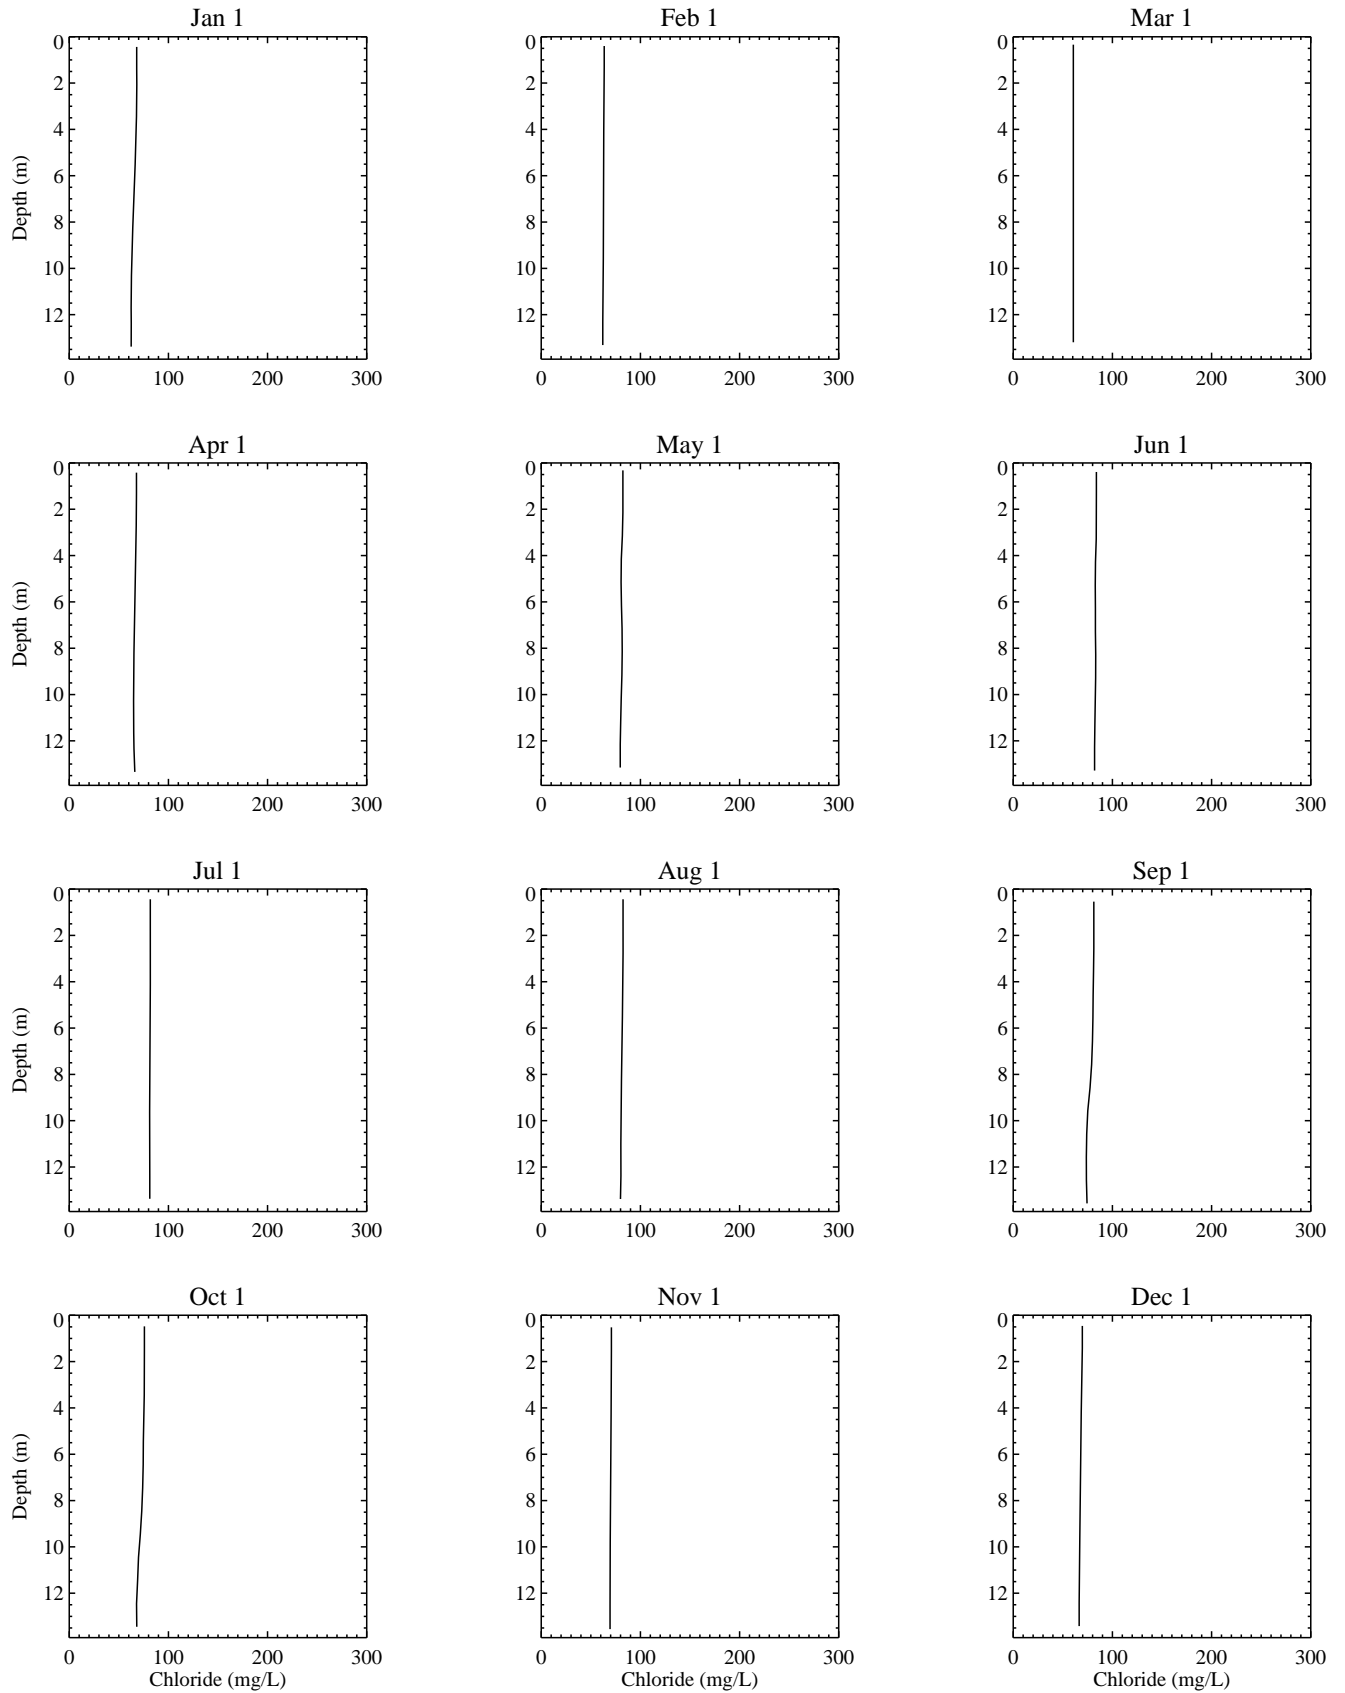 Jan 1 Feb 1 Mar 1
0 0 0
2 2 2
4 4 4
6 6 6
8 8 8
10 10 10
12 12 12
Depth (m)
0 100 200 300 0 100 200 300 0 100 200 300
Apr 1 May 1 Jun 1
0 0 0
2 2 2
4 4 4
6 6 6
8 8 8
10 10 10
12 12 12
Depth (m)
0 100 200 300 0 100 200 300 0 100 200 300
Jul 1 Aug 1 Sep 1
0 0 0
2 2 2
4 4 4
6 6 6
8 8 8
10 10 10
12 12 12
Depth (m)
0 100 200 300 0 100 200 300 0 100 200 300
Oct 1 Nov 1 Dec 1
0 0 0
2 2 2
4 4 4
6 6 6
8 8 8
10 10 10
12 12 12
Depth (m)
0 100 200 300 0 100 200 300 0 100 200 300
Chloride (mg/L) Chloride (mg/L) Chloride (mg/L)